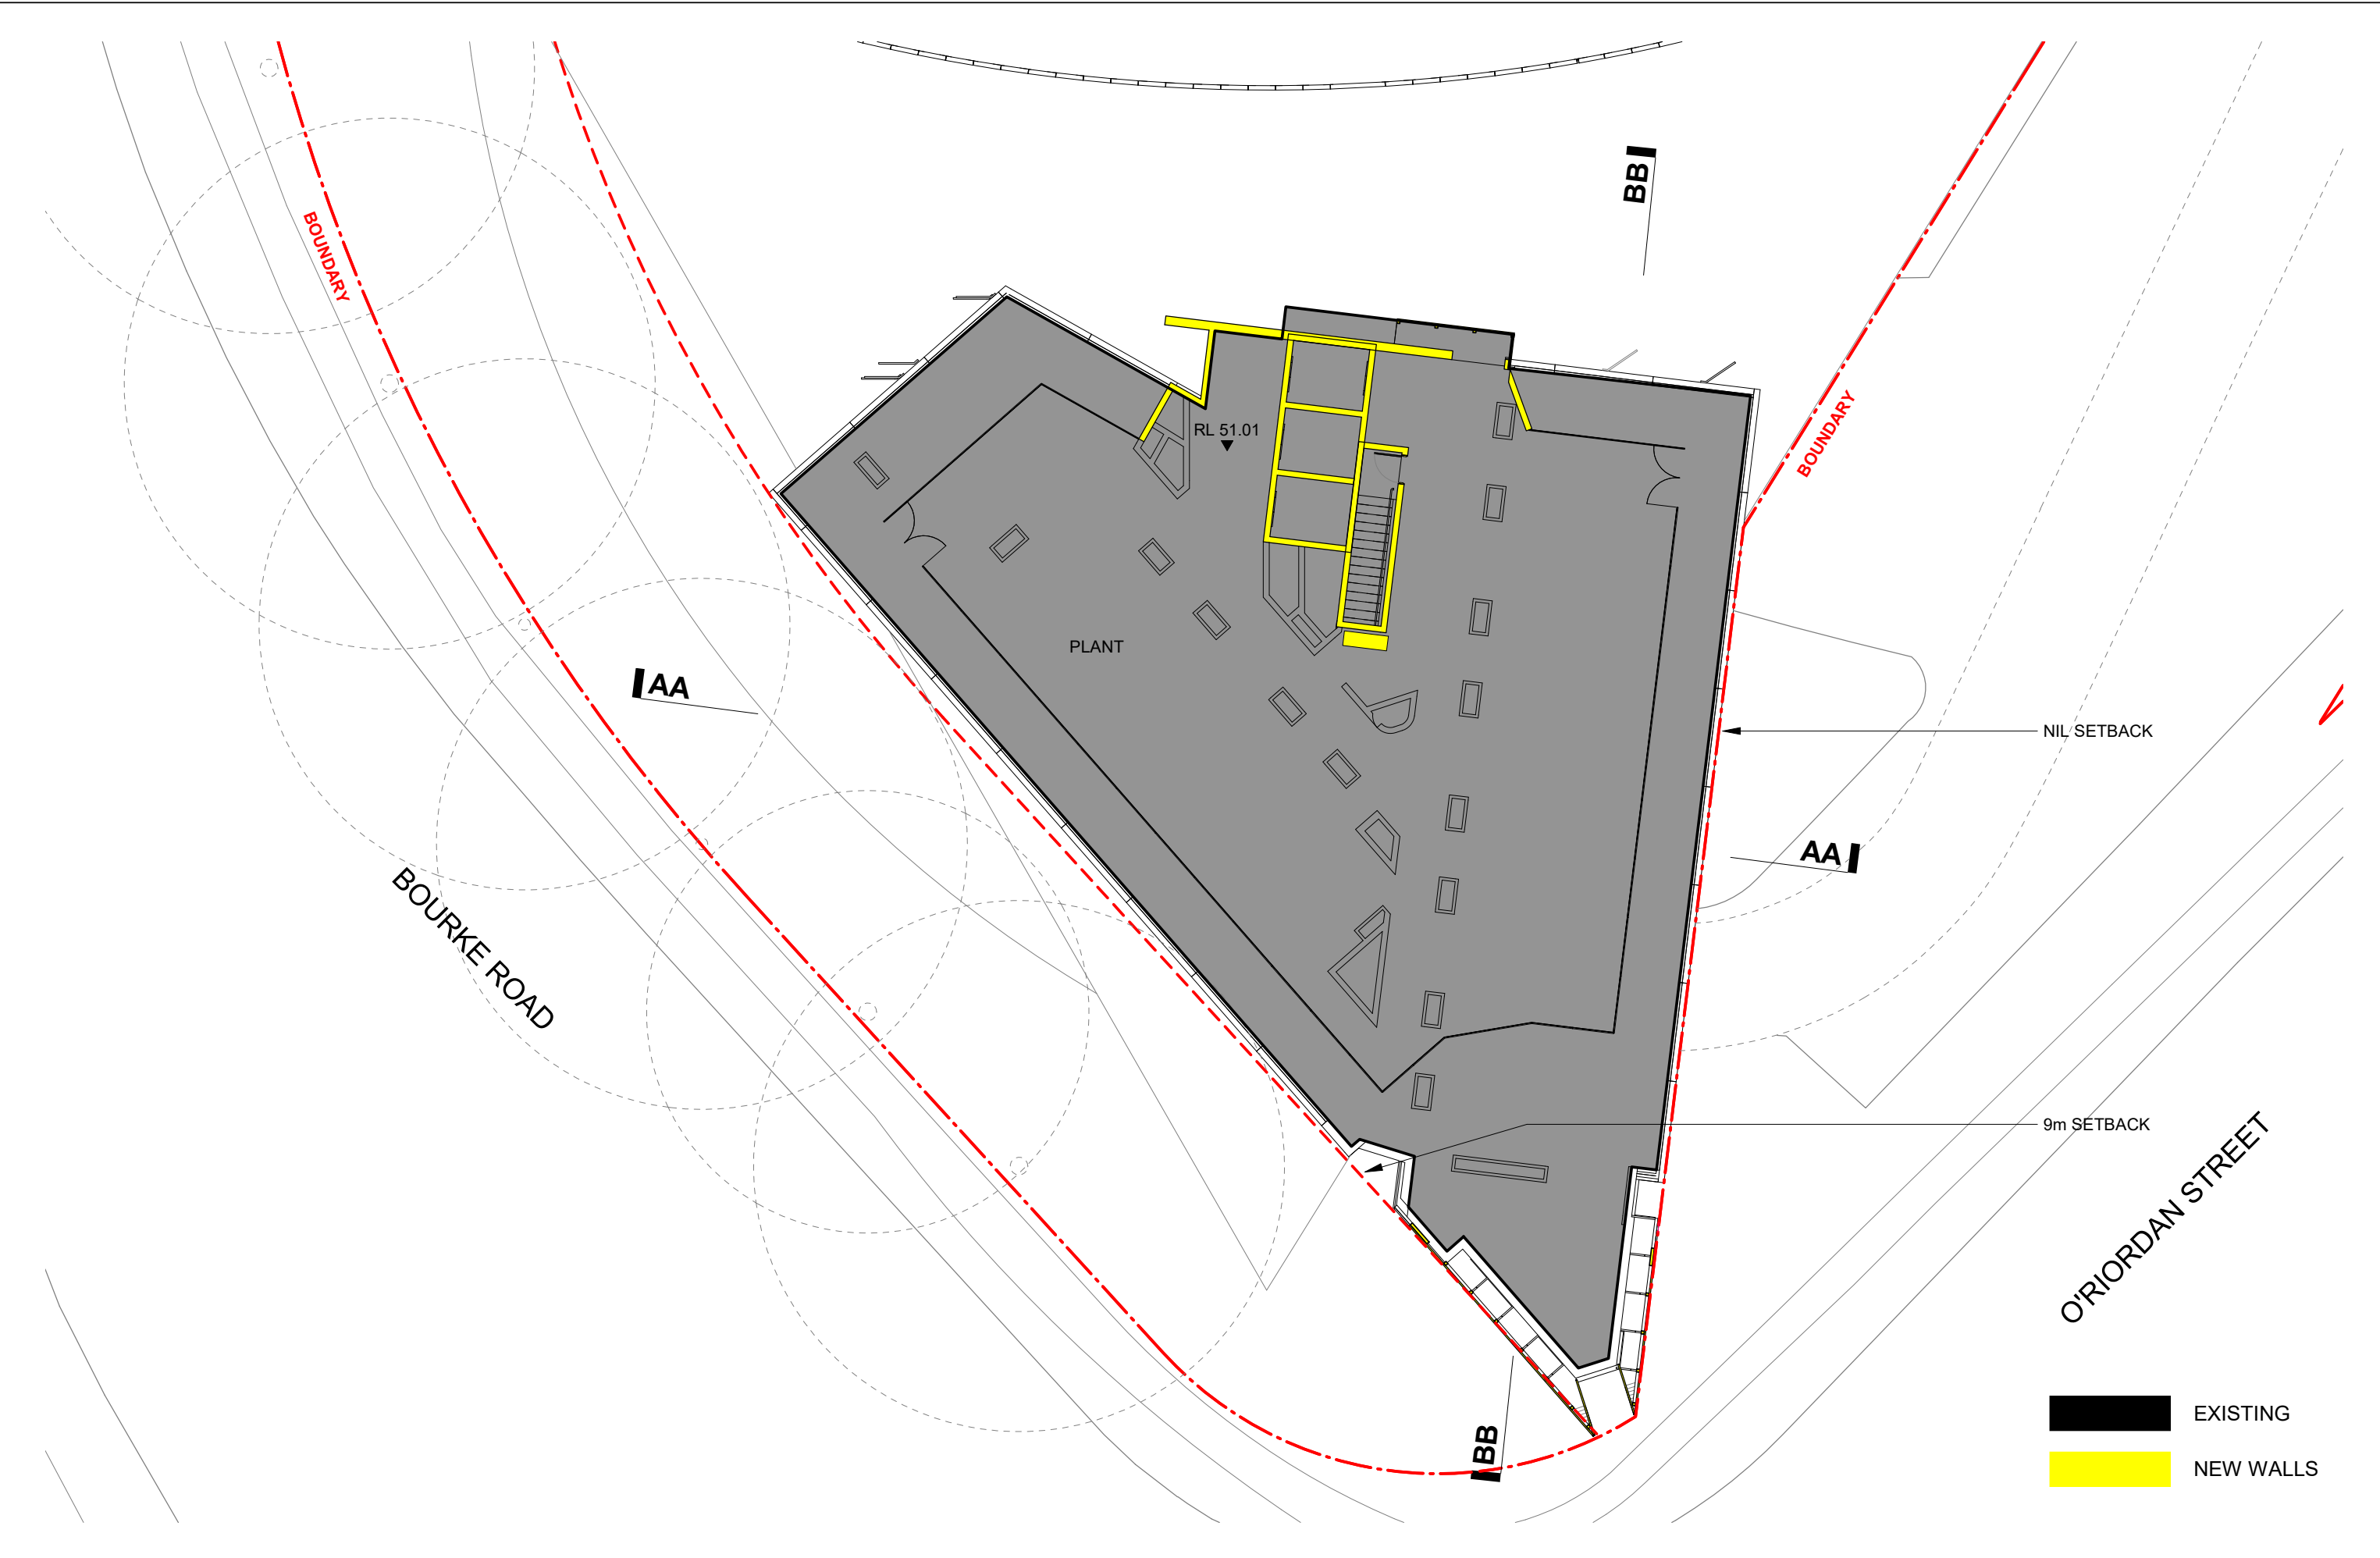 BB
BOUNDARY
BOUNDARY
RL 51.01
PLANT
AA
NIL SETBACK
AA
BOURKE ROAD
9m SETBACK
O'RIORDAN STREET
BB
EXISTING
NEW WALLS